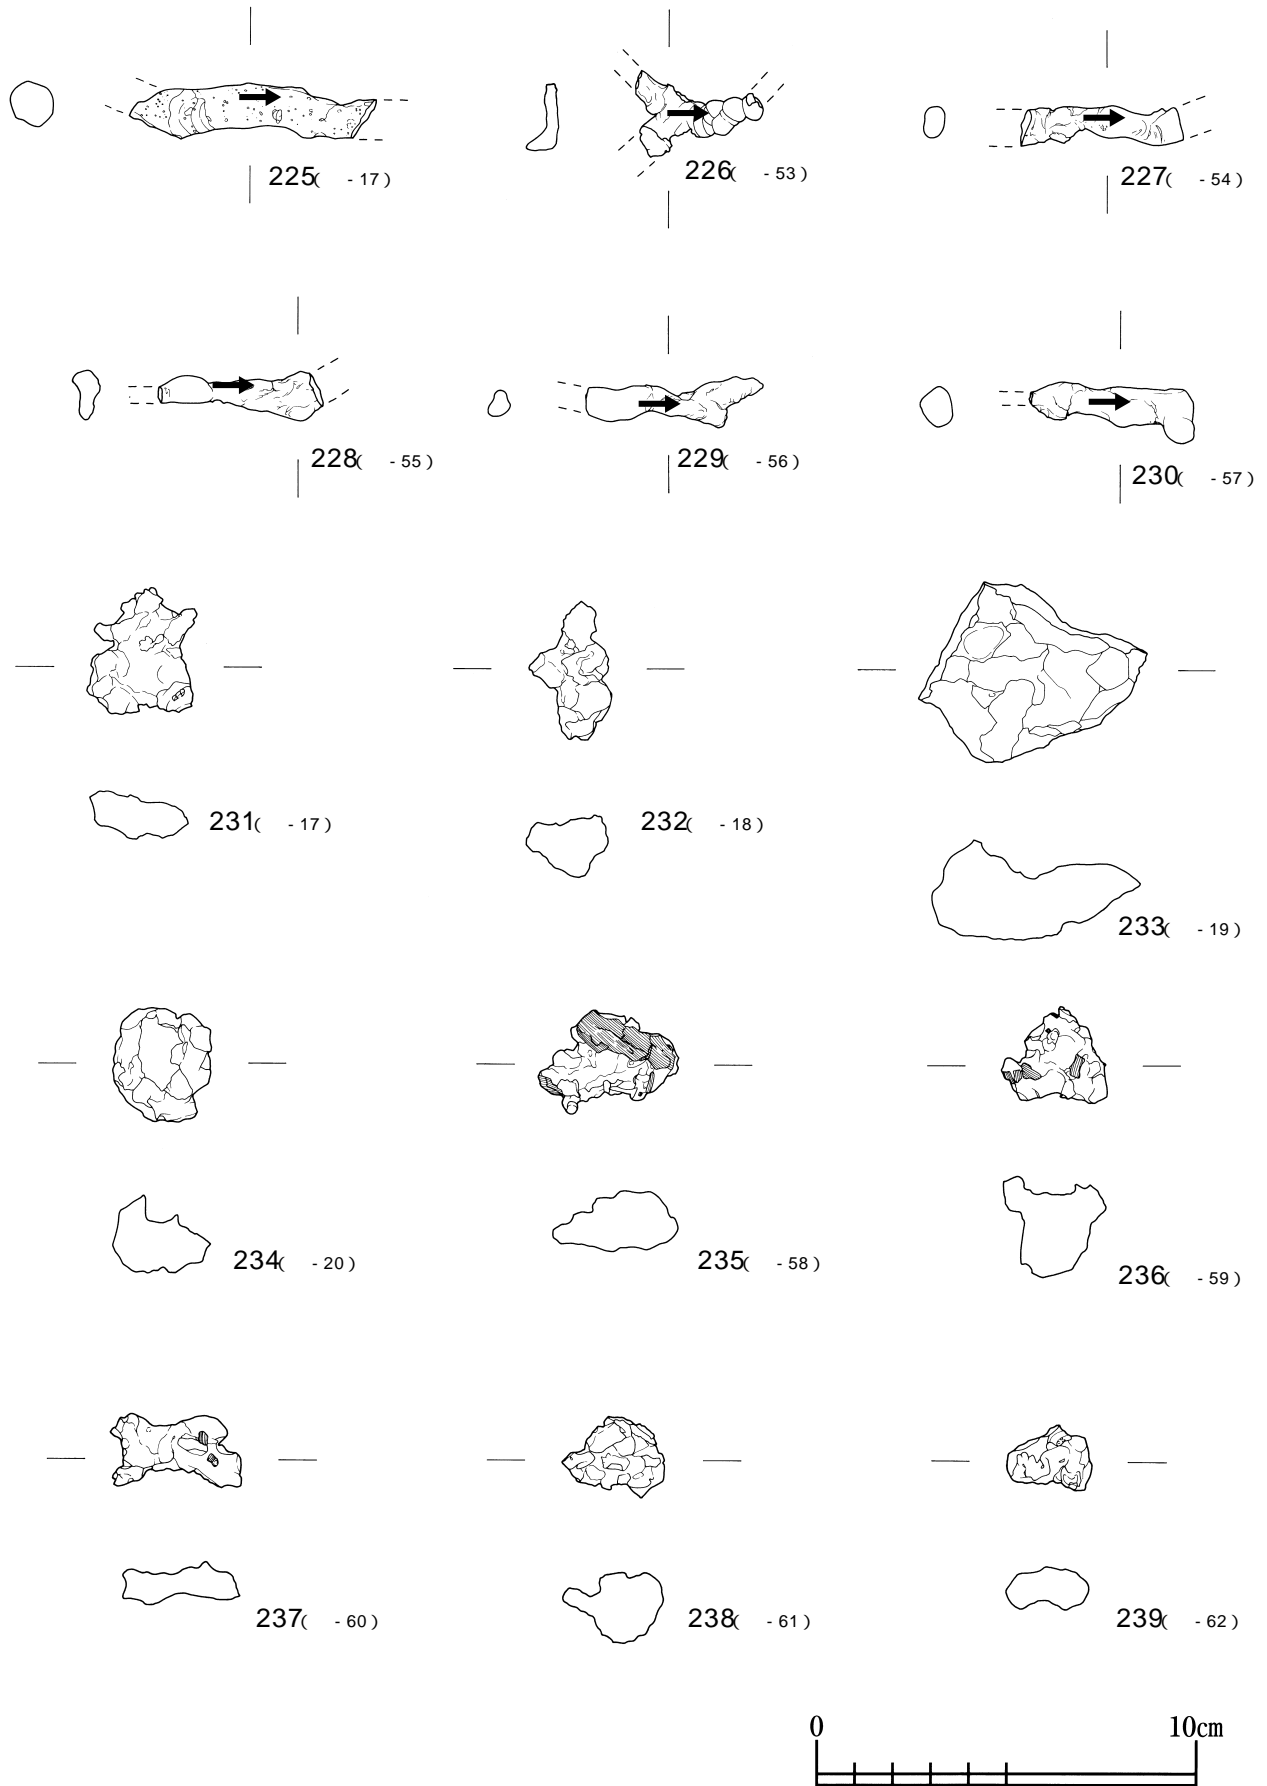 225( - 17 )
226( - 53 )
227( - 54 )
228( - 55 )
229( - 56 )
230( - 57 )
231( - 17 )
232( - 18 )
233( - 19 )
234( - 20 )
235( - 58 )
236( - 59 )
237( - 60 )
238( - 61 )
239( - 62 )
0 10cm